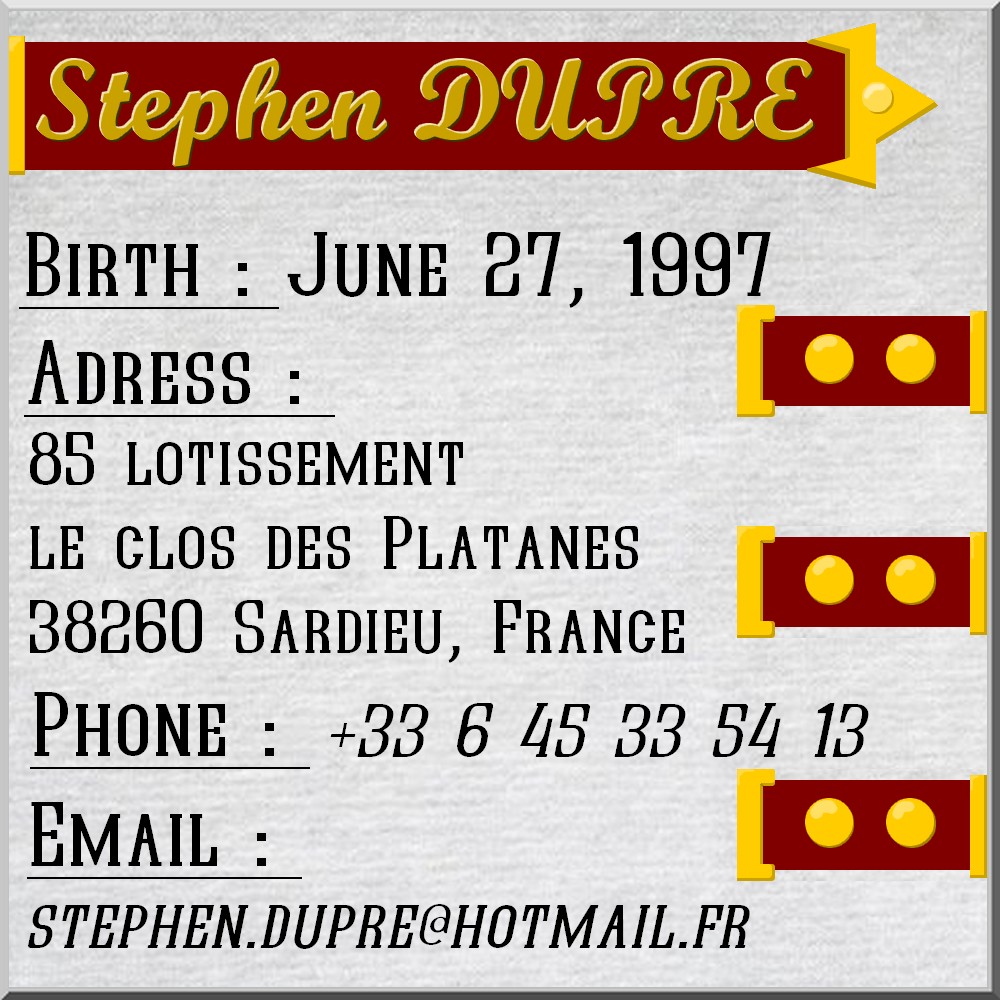 Stephen DUPRE
Birth : June 27, 1997
Adress :
85 lotissement
le clos des Platanes
38260 Sardieu, France
Phone : +33 6 45 33 54 13
Email :
stephen.dupre@hotmail.fr